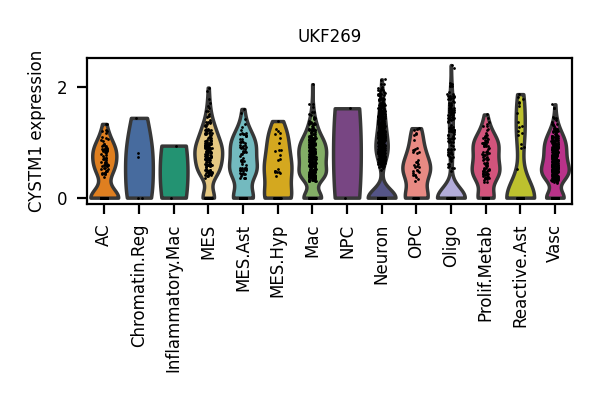 UKF269
CYSTM1 expression
2
0
AC
Chromatin.Reg
Inflammatory.Mac
MES
MES.Ast
MES.Hyp
Mac
NPC
Neuron
OPC
Oligo
Prolif.Metab
Reactive.Ast
Vasc